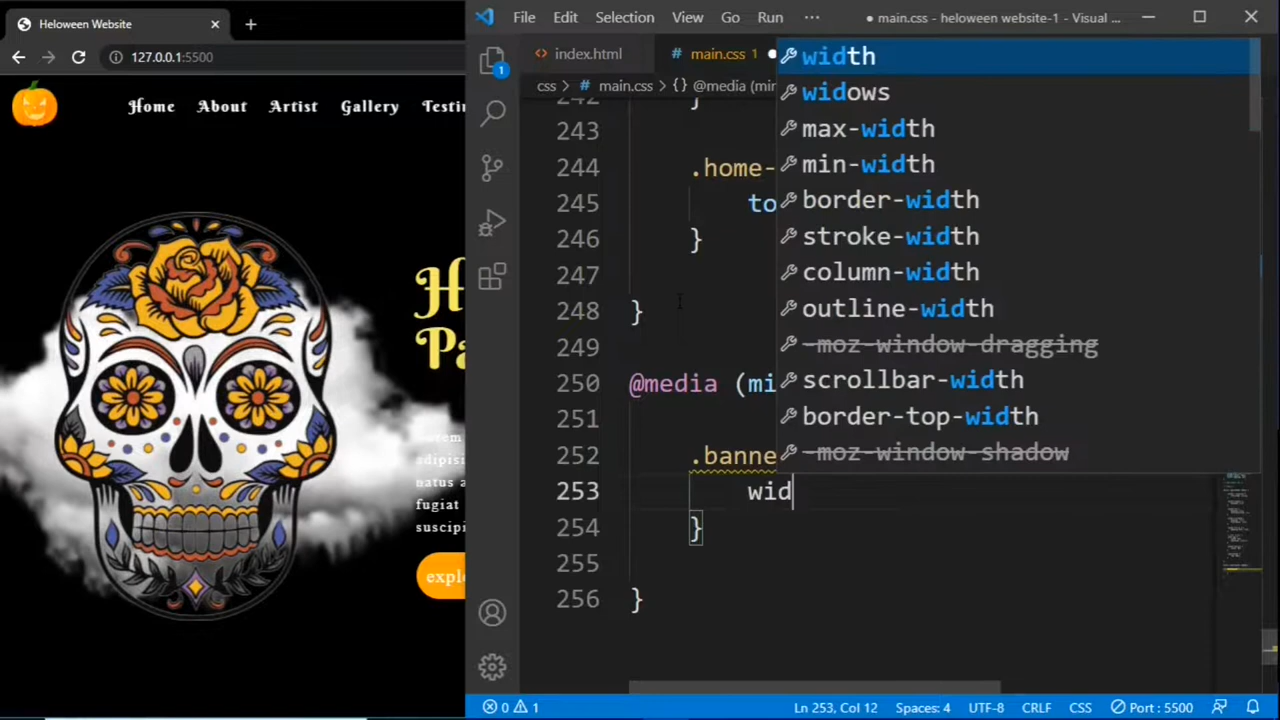 Heloween Website
127.0.0.1:5500
Home About Artist Gallery
adipisi
natus a
fugiat
suscipi
explo
File Edit Selection View Go Run ···
main.css - heloween website-1 - Visual ...
1
index.html
main.css 1
css > main.css > {} @media (mi
243
244 .home-
245 to
246 }
247
248 }
249
250 @media (mi
251
252 .banne
253 wid
254 }
255
256 }
width
widows
max-width
min-width
border-width
stroke-width
column-width
outline-width
-moz-window-dragging
scrollbar-width
border-top-width
-moz-window-shadow
0 1
Ln 253, Col 12 Spaces: 4 UTF-8 CRLF CSS Port : 5500